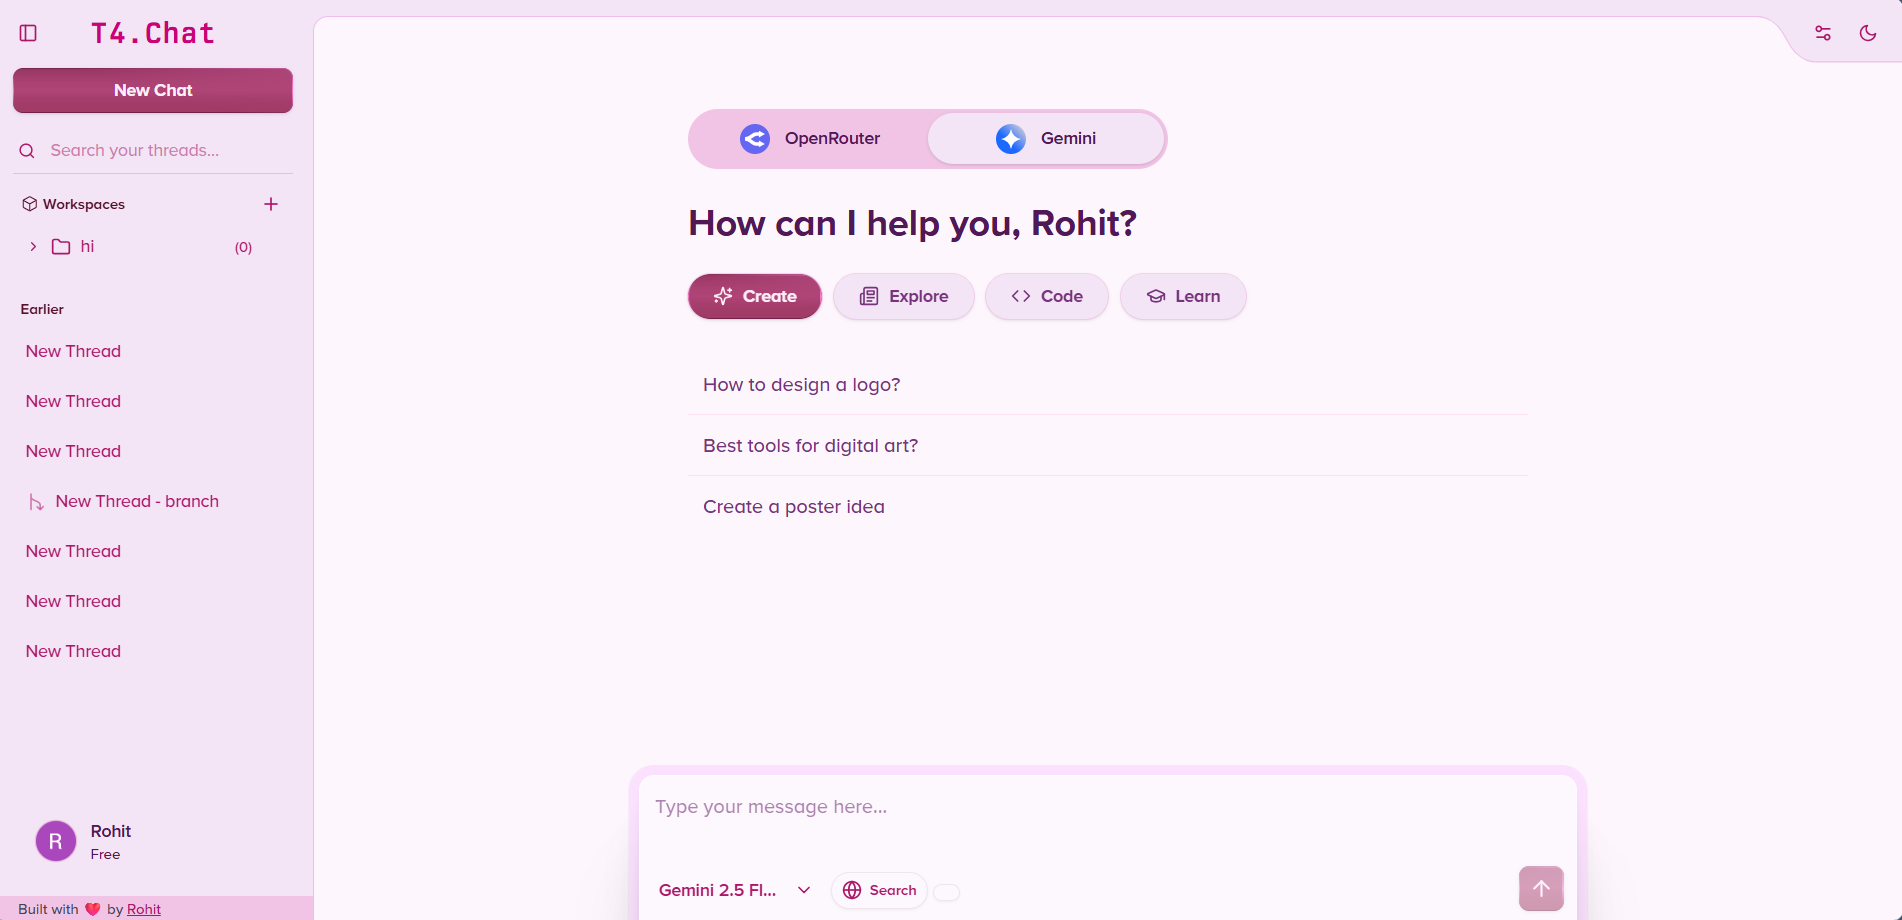 T4.Chat
New Chat
Search your threads...
Workspaces
hi (0)
Earlier
New Thread
New Thread
New Thread
New Thread - branch
New Thread
New Thread
New Thread
R
Rohit
Free
Built with ❤️ by Rohit
OpenRouter Gemini
How can I help you, Rohit?
Create Explore Code Learn
How to design a logo?
Best tools for digital art?
Create a poster idea
Type your message here...
Gemini 2.5 Fl... Search